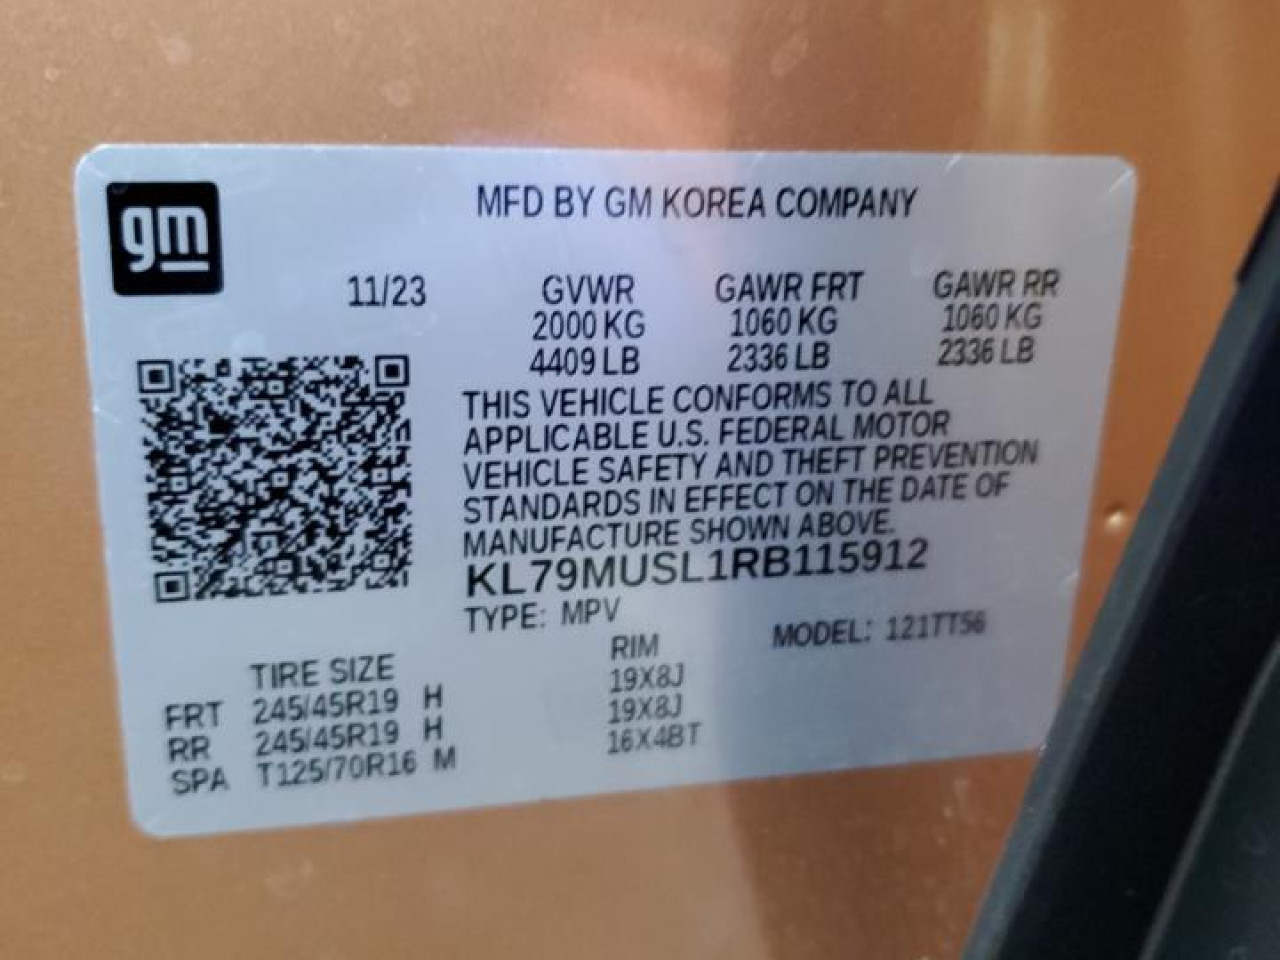 gm
MFD BY GM KOREA COMPANY
11/23 GVWR GAWR FRT GAWR RR
2000 KG 1060 KG 1060 KG
4409 LB 2336 LB 2336 LB
THIS VEHICLE CONFORMS TO ALL
APPLICABLE U.S. FEDERAL MOTOR
VEHICLE SAFETY AND THEFT PREVENTION
STANDARDS IN EFFECT ON THE DATE OF
MANUFACTURE SHOWN ABOVE.
KL79MUSL1RB115912
TYPE: MPV MODEL: 121TT56
TIRE SIZE RIM
FRT 245/45R19 H 19X8J
RR 245/45R19 H 19X8J
SPA T125/70R16 M 16X4BT